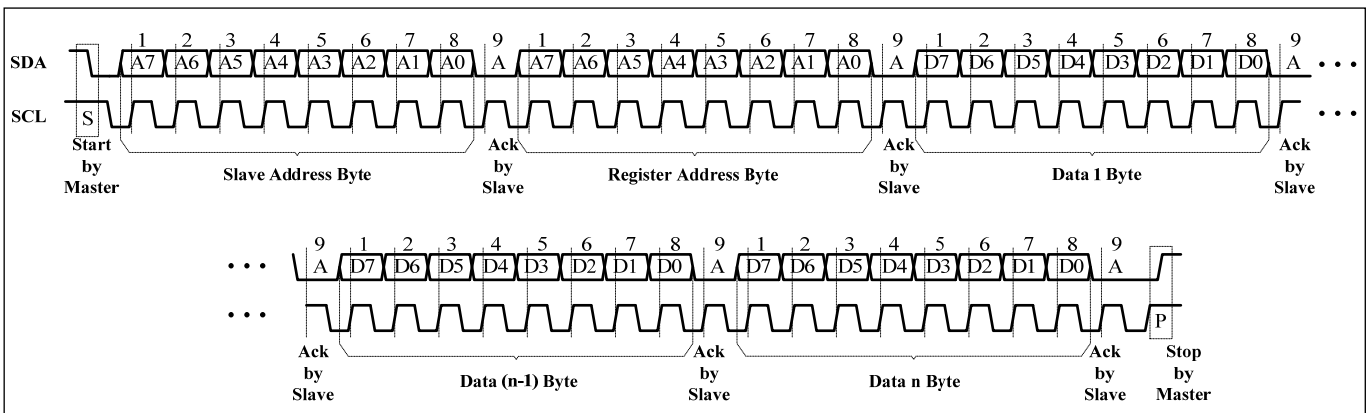 1 2 3 4 5 6 7 8 9 1 2 3 4 5 6 7 8 9 1 2 3 4 5 6 7 8 9
SDA A7 A6 A5 A4 A3 A2 A1 A0 A A7 A6 A5 A4 A3 A2 A1 A0 A D7 D6 D5 D4 D3 D2 D1 D0 A • • •
SCL S • • •
Start by Master
Slave Address Byte
Ack by Slave
Register Address Byte
Ack by Slave
Data 1 Byte
Ack by Slave
9 1 2 3 4 5 6 7 8 9 1 2 3 4 5 6 7 8 9
• • • A D7 D6 D5 D4 D3 D2 D1 D0 A D7 D6 D5 D4 D3 D2 D1 D0 A
• • • P
Ack by Slave
Data (n-1) Byte
Ack by Slave
Data n Byte
Ack by Slave
Stop by Master